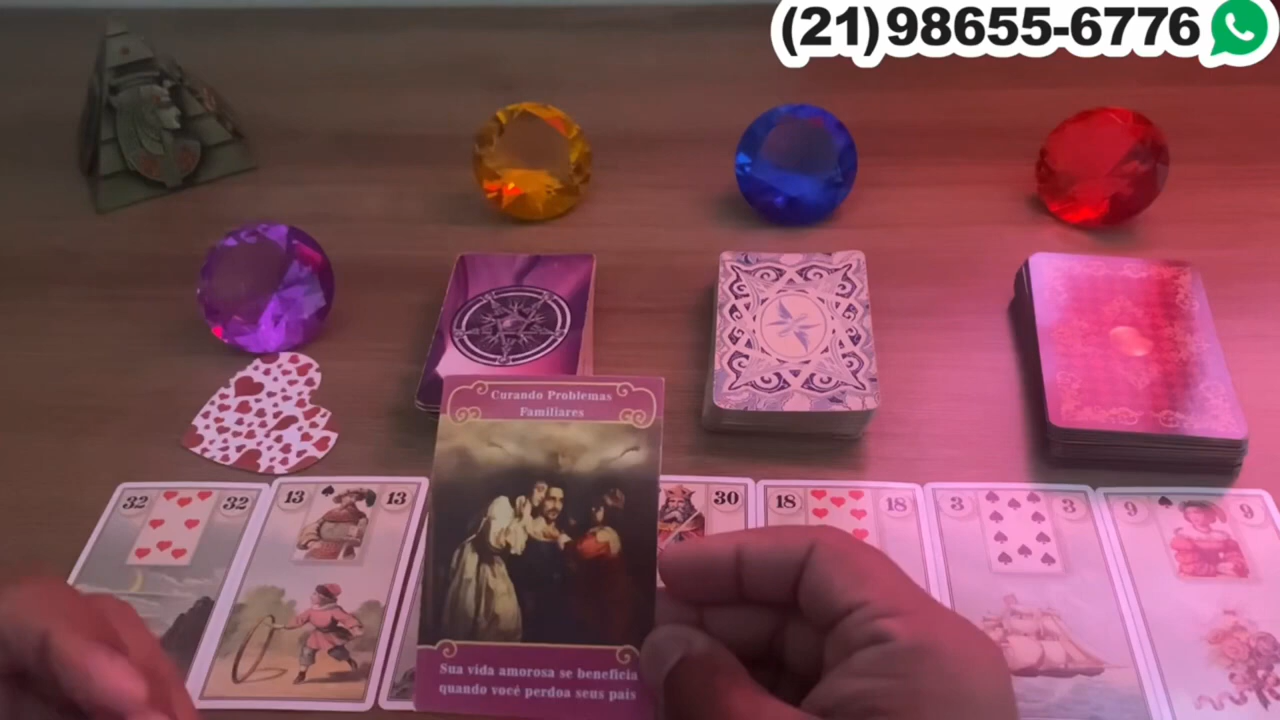 (21)98655-6776
Curando Problemas
Familiares
32 32
13 13
30
18 18
3 3
9 9
Sua vida amorosa se beneficia
quando você perdoa seus pais